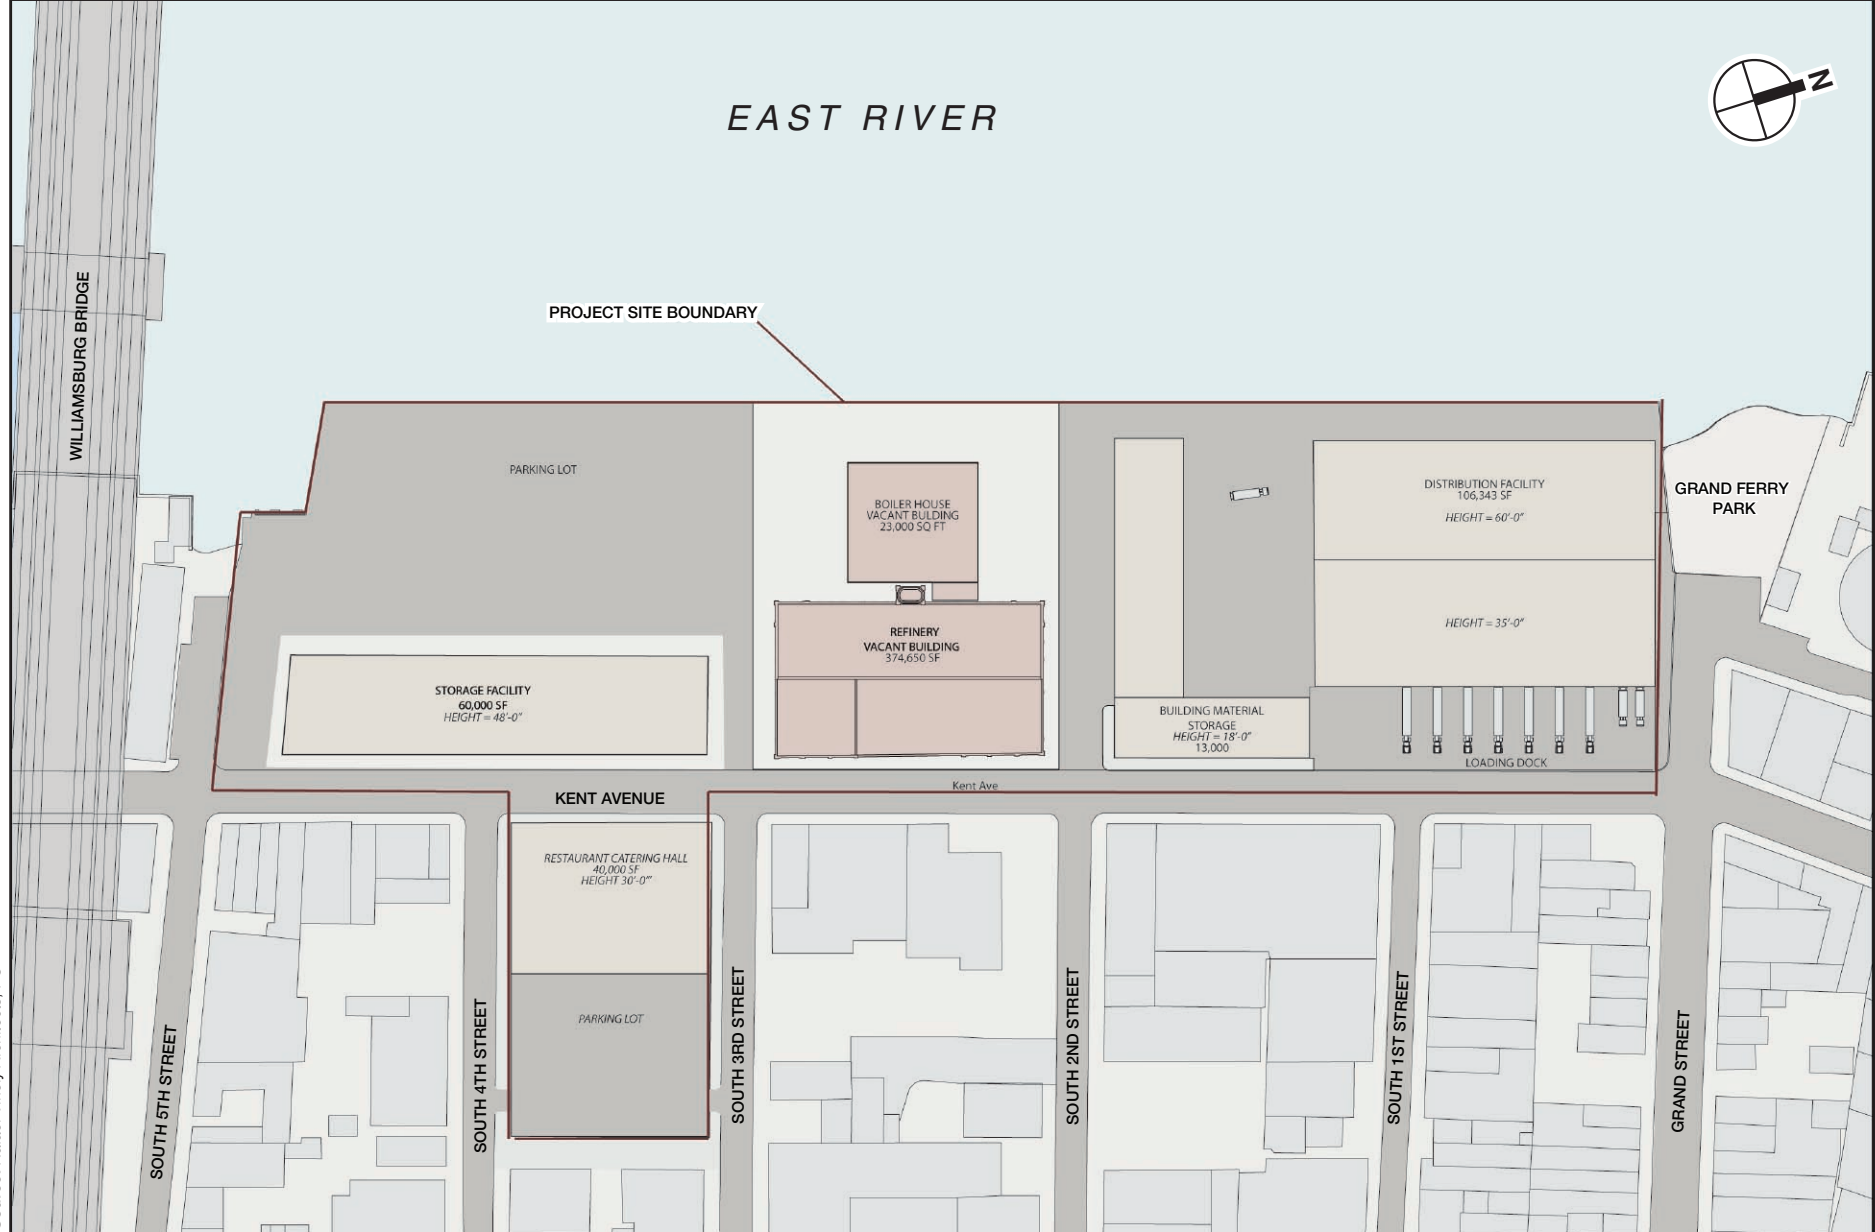 EAST RIVER
N
WILLIAMSBURG BRIDGE
PROJECT SITE BOUNDARY
PARKING LOT
BOILER HOUSE
VACANT BULDING
23,000 SQ FT
DISTRIBUTION FACILITY
106,343 SF
HEIGHT = 60'-0"
GRAND FERRY
PARK
HEIGHT = 35'-0"
REFINERY
VACANT BUILDING
374,650 SF
STORAGE FACILITY
60,000 SF
HEIGHT = 48'-0"
BUILDING MATERIAL
STORAGE
HEIGHT = 18'-0"
13,000
LOADING DOCK
KENT AVENUE
Kent Ave
RESTAURANT CATERING HALL
40,000 SF
HEIGHT 30'-0'"
PARKING LOT
SOUTH 5TH STREET
SOUTH 4TH STREET
SOUTH 3RD STREET
SOUTH 2ND STREET
SOUTH 1ST STREET
GRAND STREET